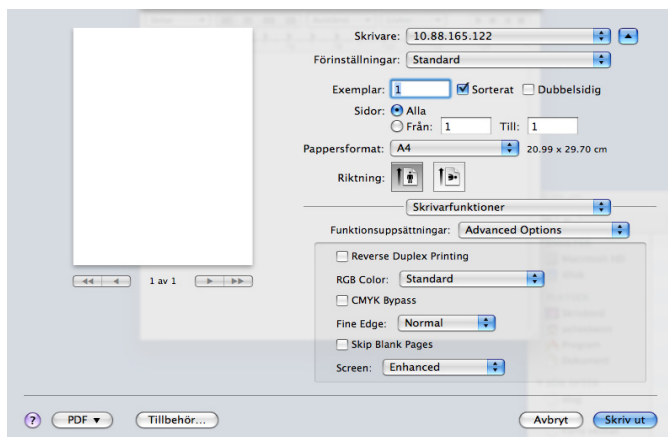 Skrivare: 10.88.165.122
Förinställningar: Standard
Exemplar: 1 Sorterat Dubbelsidig
Sidor: Alla
Från: 1 Till: 1
Pappersformat: A4 20.99 x 29.70 cm
Riktning:
Skrivarfunktioner
Funktionsuppsättningar: Advanced Options
Reverse Duplex Printing
1 av 1
RGB Color: Standard
CMYK Bypass
Fine Edge: Normal
Skip Blank Pages
Screen: Enhanced
? PDF Tillbehör... Avbryt Skriv ut